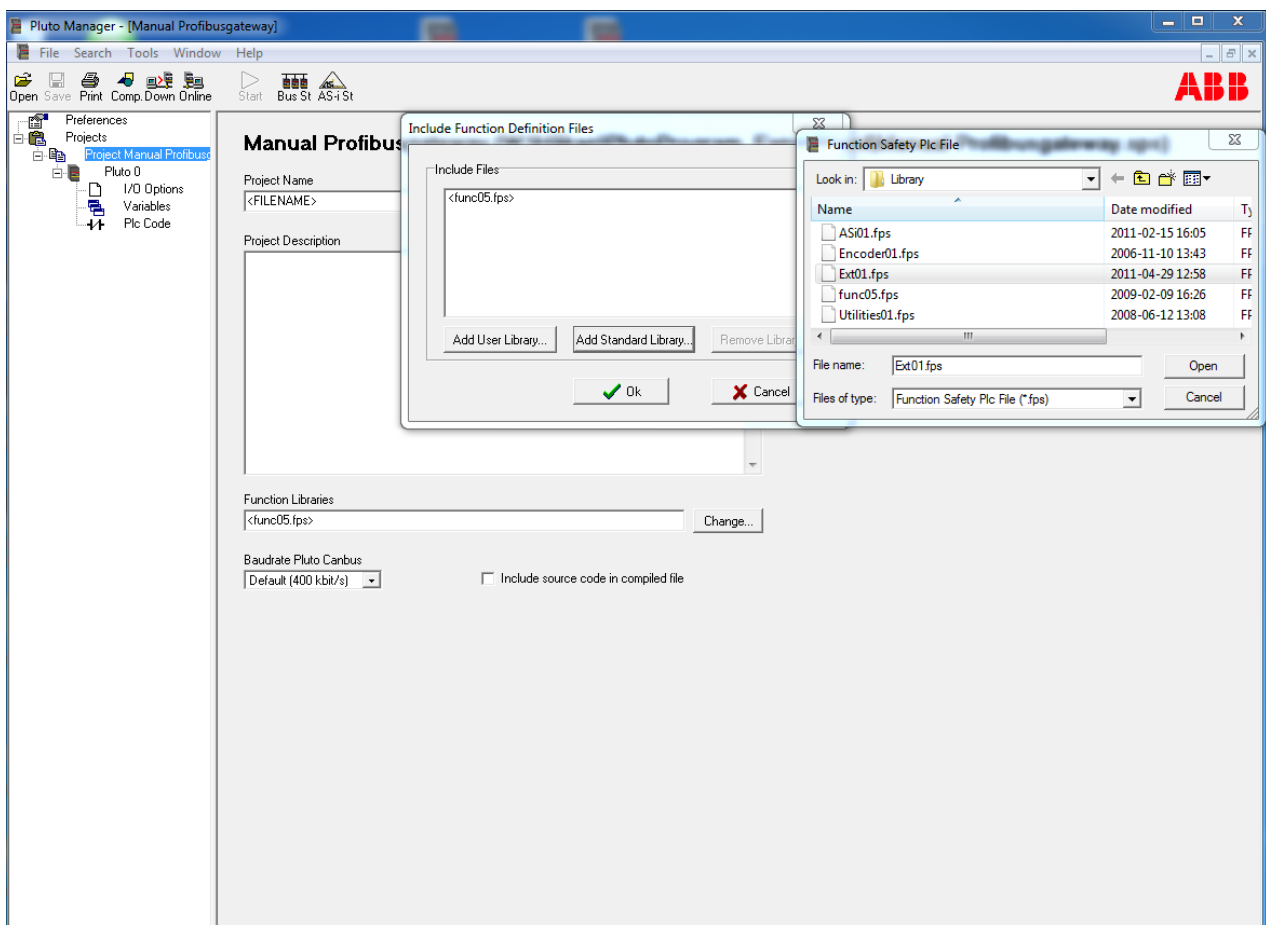 Pluto Manager - [Manual Profibusgateway]
File Search Tools Window Help
Open Save Print Comp. Down Online Start Bus St AS-i St
ABB
Preferences
Projects
Project Manual Profibusg
Pluto 0
I/O Options
Variables
Plc Code
Manual Profibus
Project Name
<FILENAME>
Project Description
Function Libraries
<func05.fps>
Change...
Baudrate Pluto Canbus
Default (400 kbit/s)
Include source code in compiled file
Include Function Definition Files
Include Files
<func05.fps>
Add User Library... Add Standard Library... Remove Librar
Ok Cancel
Function Safety Plc File
Look in: Library
Name Date modified Ty
ASi01.fps 2011-02-15 16:05 FF
Encoder01.fps 2006-11-10 13:43 FF
Ext01.fps 2011-04-29 12:58 FF
func05.fps 2009-02-09 16:26 FF
Utilities01.fps 2008-06-12 13:08 FF
File name: Ext01.fps Open
Files of type: Function Safety Plc File (*.fps) Cancel